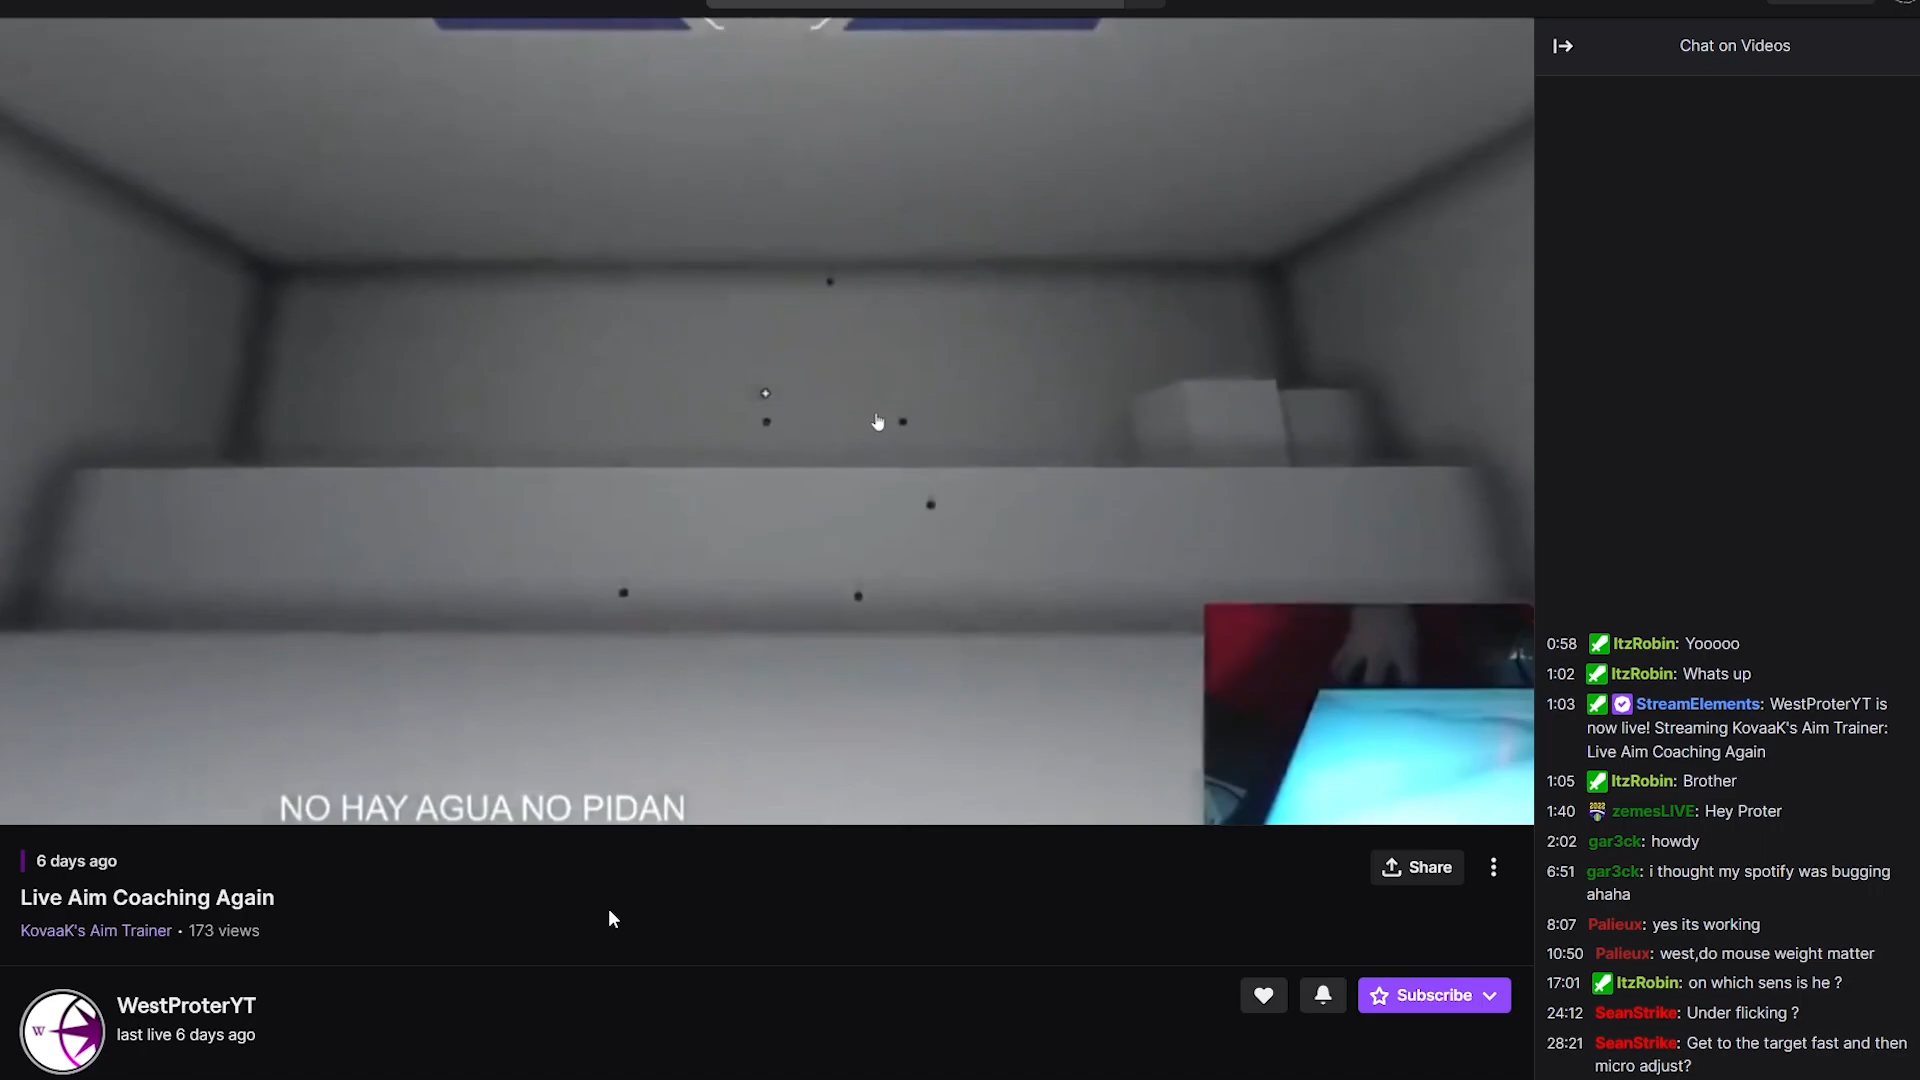 Chat on Videos
NO HAY AGUA NO PIDAN
6 days ago
Share
Live Aim Coaching Again
KovaaK's Aim Trainer • 173 views
W
WestProterYT
last live 6 days ago
Subscribe
0:58 ItzRobin: Yooooo
1:02 ItzRobin: Whats up
1:03 StreamElements: WestProterYT is
now live! Streaming KovaaK's Aim Trainer:
Live Aim Coaching Again
1:05 ItzRobin: Brother
1:40 zemesLIVE: Hey Proter
2:02 gar3ck: howdy
6:51 gar3ck: i thought my spotify was bugging
ahaha
8:07 Palieux: yes its working
10:50 Palieux: west,do mouse weight matter
17:01 ItzRobin: on which sens is he ?
24:12 SeanStrike: Under flicking ?
28:21 SeanStrike: Get to the target fast and then
micro adjust?